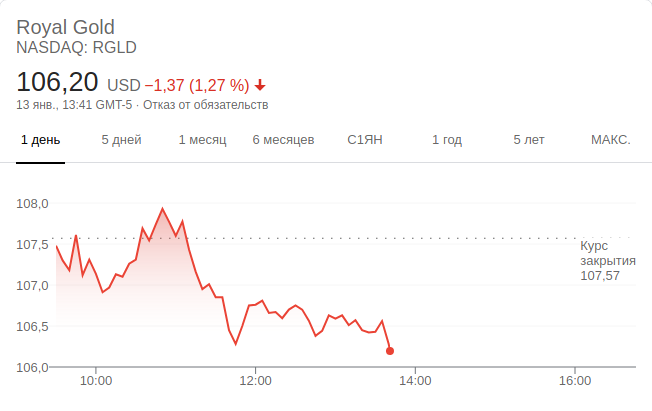 Royal Gold
NASDAQ: RGLD
106,20 USD −1,37 (1,27 %)
13 янв., 13:41 GMT-5 · Отказ от обязательств
1 день 5 дней 1 месяц 6 месяцев С1ЯН 1 год 5 лет МАКС.
108,0
107,5
Курс
закрытия
107,57
107,0
106,5
106,0
10:00 12:00 14:00 16:00